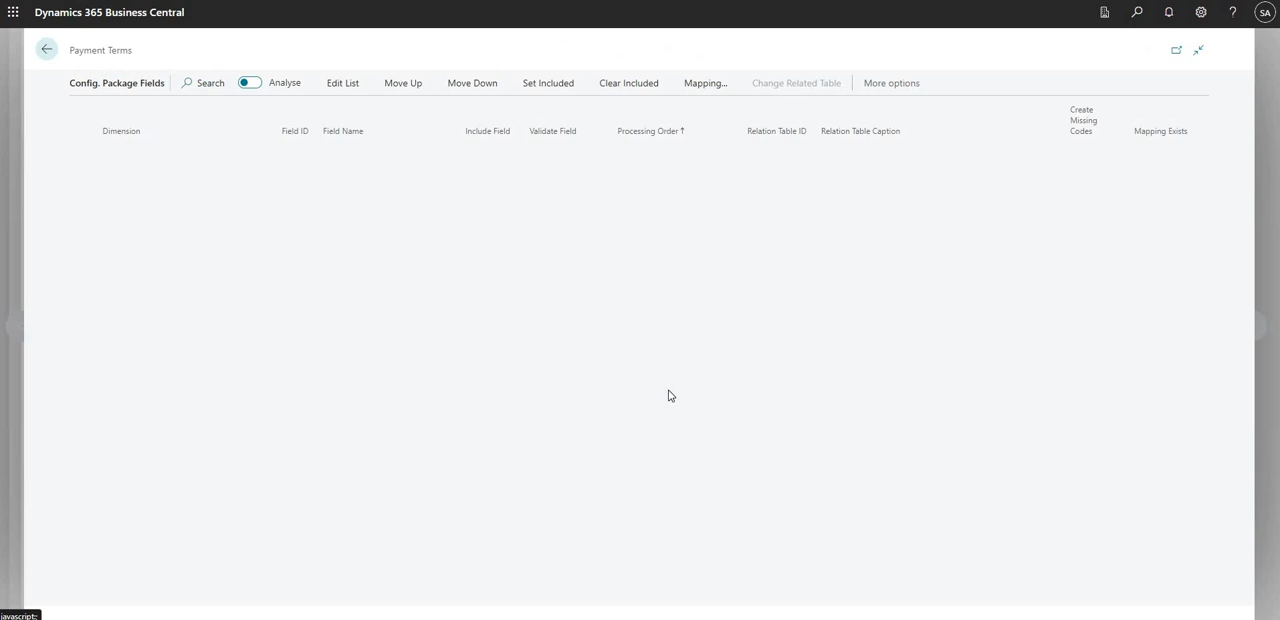 Dynamics 365 Business Central
SA
Payment Terms
Config. Package Fields Search Analyse Edit List Move Up Move Down Set Included Clear Included Mapping... Change Related Table More options
Dimension Field ID Field Name Include Field Validate Field Processing Order ↑ Relation Table ID Relation Table Caption Create Missing Codes Mapping Exists
javascript:;